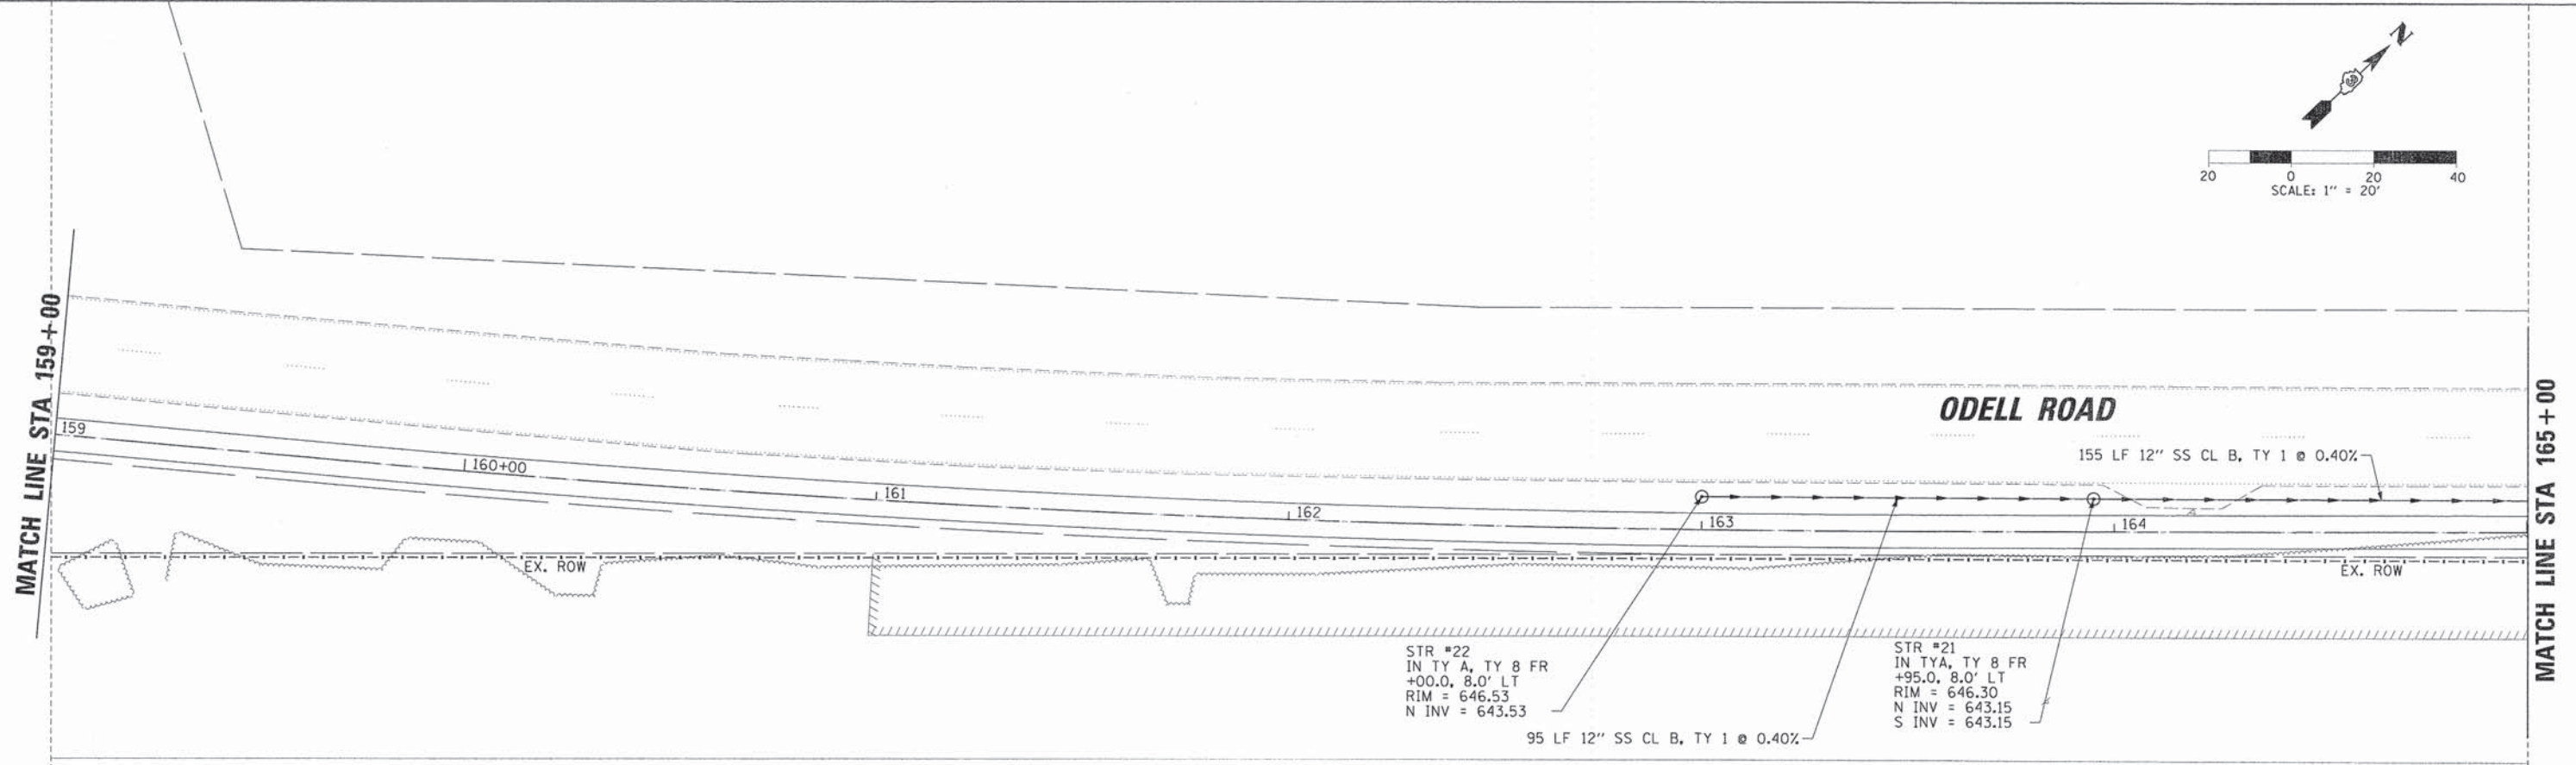 N
20 0 20 40
SCALE: 1" = 20'
MATCH LINE STA 159+00
159
160+00
161
162
163
164
ODELL ROAD
155 LF 12" SS CL B, TY 1 @ 0.40%
EX. ROW
EX. ROW
STR #22
IN TY A, TY 8 FR
+00.0, 8.0' LT
RIM = 646.53
N INV = 643.53
95 LF 12" SS CL B, TY 1 @ 0.40%
STR #21
IN TYA, TY 8 FR
+95.0, 8.0' LT
RIM = 646.30
N INV = 643.15
S INV = 643.15
MATCH LINE STA 165+00